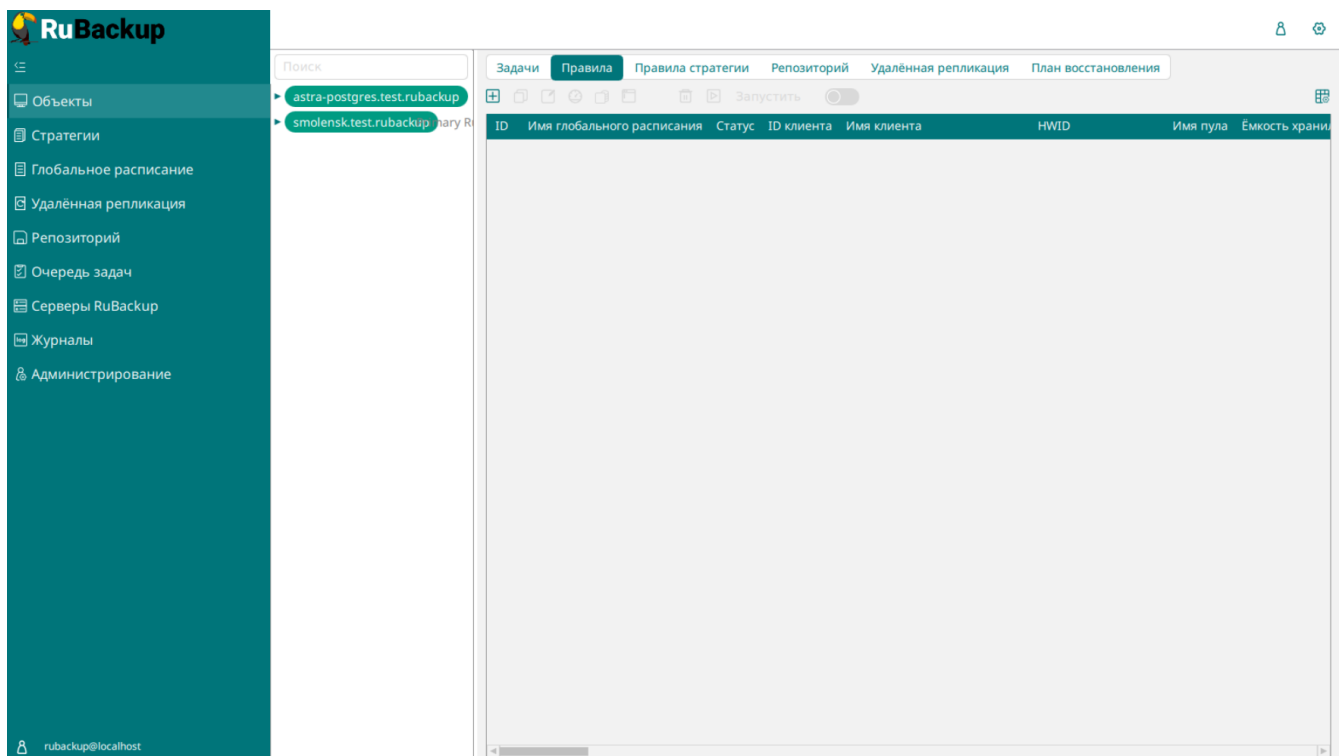 RuBackup
Объекты
Стратегии
Глобальное расписание
Удалённая репликация
Репозиторий
Очередь задач
Серверы RuBackup
Журналы
Администрирование
rubackup@localhost
Поиск
astra-postgres.test.rubackup
smolensk.test.rubackup
Задачи Правила Правила стратегии Репозиторий Удалённая репликация План восстановления
Запустить
ID Имя глобального расписания Статус ID клиента Имя клиента HWID Имя пула Ёмкость